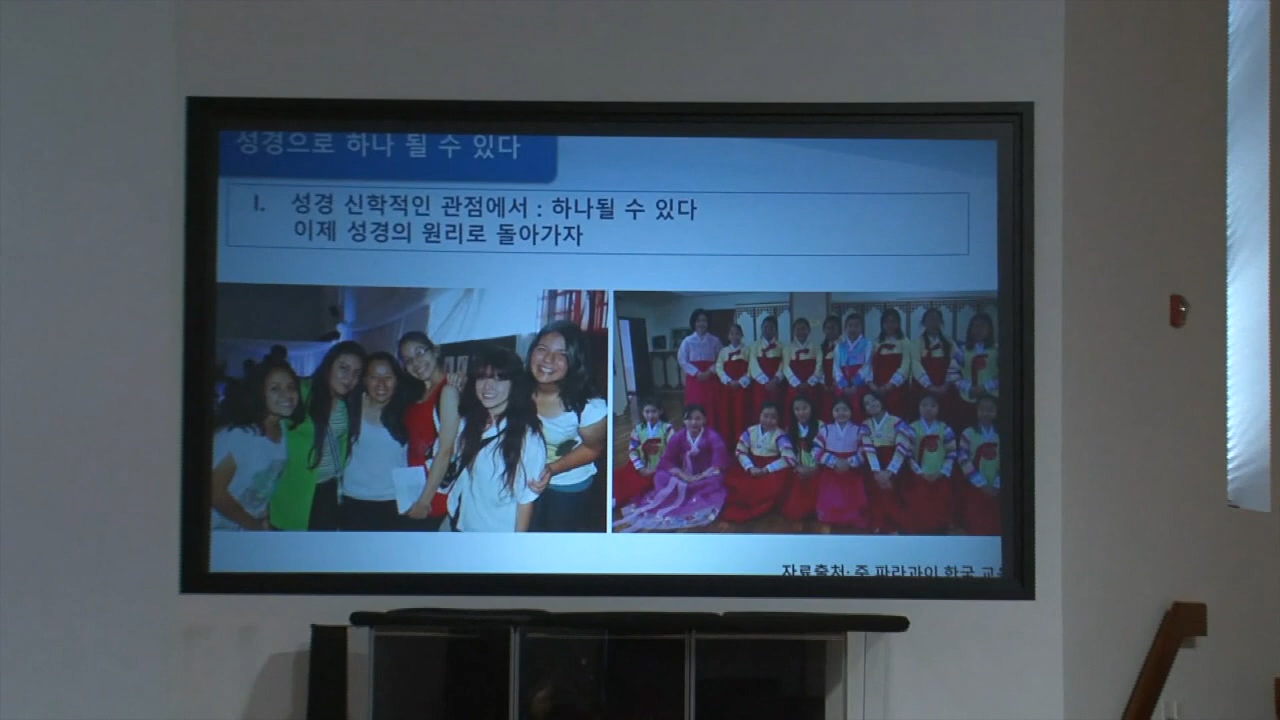 성경으로 하나 될 수 있다
I. 성경 신학적인 관점에서 : 하나될 수 있다
이제 성경의 원리로 돌아가자
자료출처: 주 파라과이 한국 교육